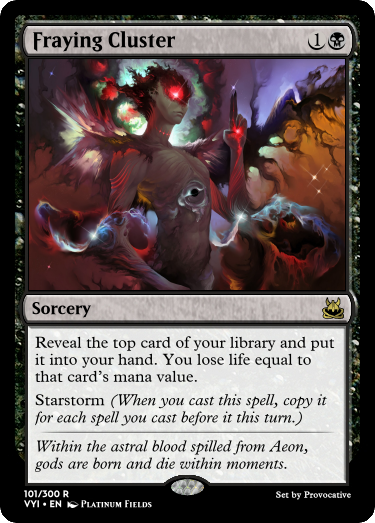 Fraying Cluster 1
Sorcery
Reveal the top card of your library and put
it into your hand. You lose life equal to
that card's mana value.
Starstorm (When you cast this spell, copy it
for each spell you cast before it this turn.)
Within the astral blood spilled from Aeon,
gods are born and die within moments.
101/300 R
VYI • EN Platinum Fields
Set by Provocative